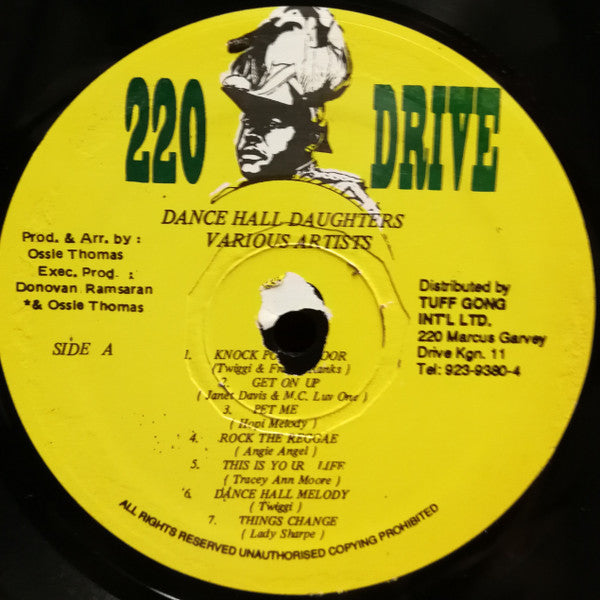 220 DRIVE
DANCE HALL DAUGHTERS
VARIOUS ARTISTS
Prod. & Arr. by :
Ossie Thomas
Exec. Prod. :
Donovan Ramsaran
*& Ossie Thomas
SIDE A
Distributed by
TUFF GONG
INT'L LTD.
220 Marcus Garvey
Drive Kgn. 11
Tel: 923-9380-4
1. KNOCK
(Twiggi & Ranks )
2. GET ON UP
( Janet Davis & M.C. Luv One )
3. PET ME
( Hopi Melody )
4. ROCK THE REGGAE
( Angie Angel )
5. THIS IS YOUR LIFE
( Tracey Ann Moore )
6. DANCE HALL MELODY
( Twiggi )
7. THINGS CHANGE
( Lady Sharpe )
ALL RIGHTS RESERVED UNAUTHORISED COPYING PROHIBITED